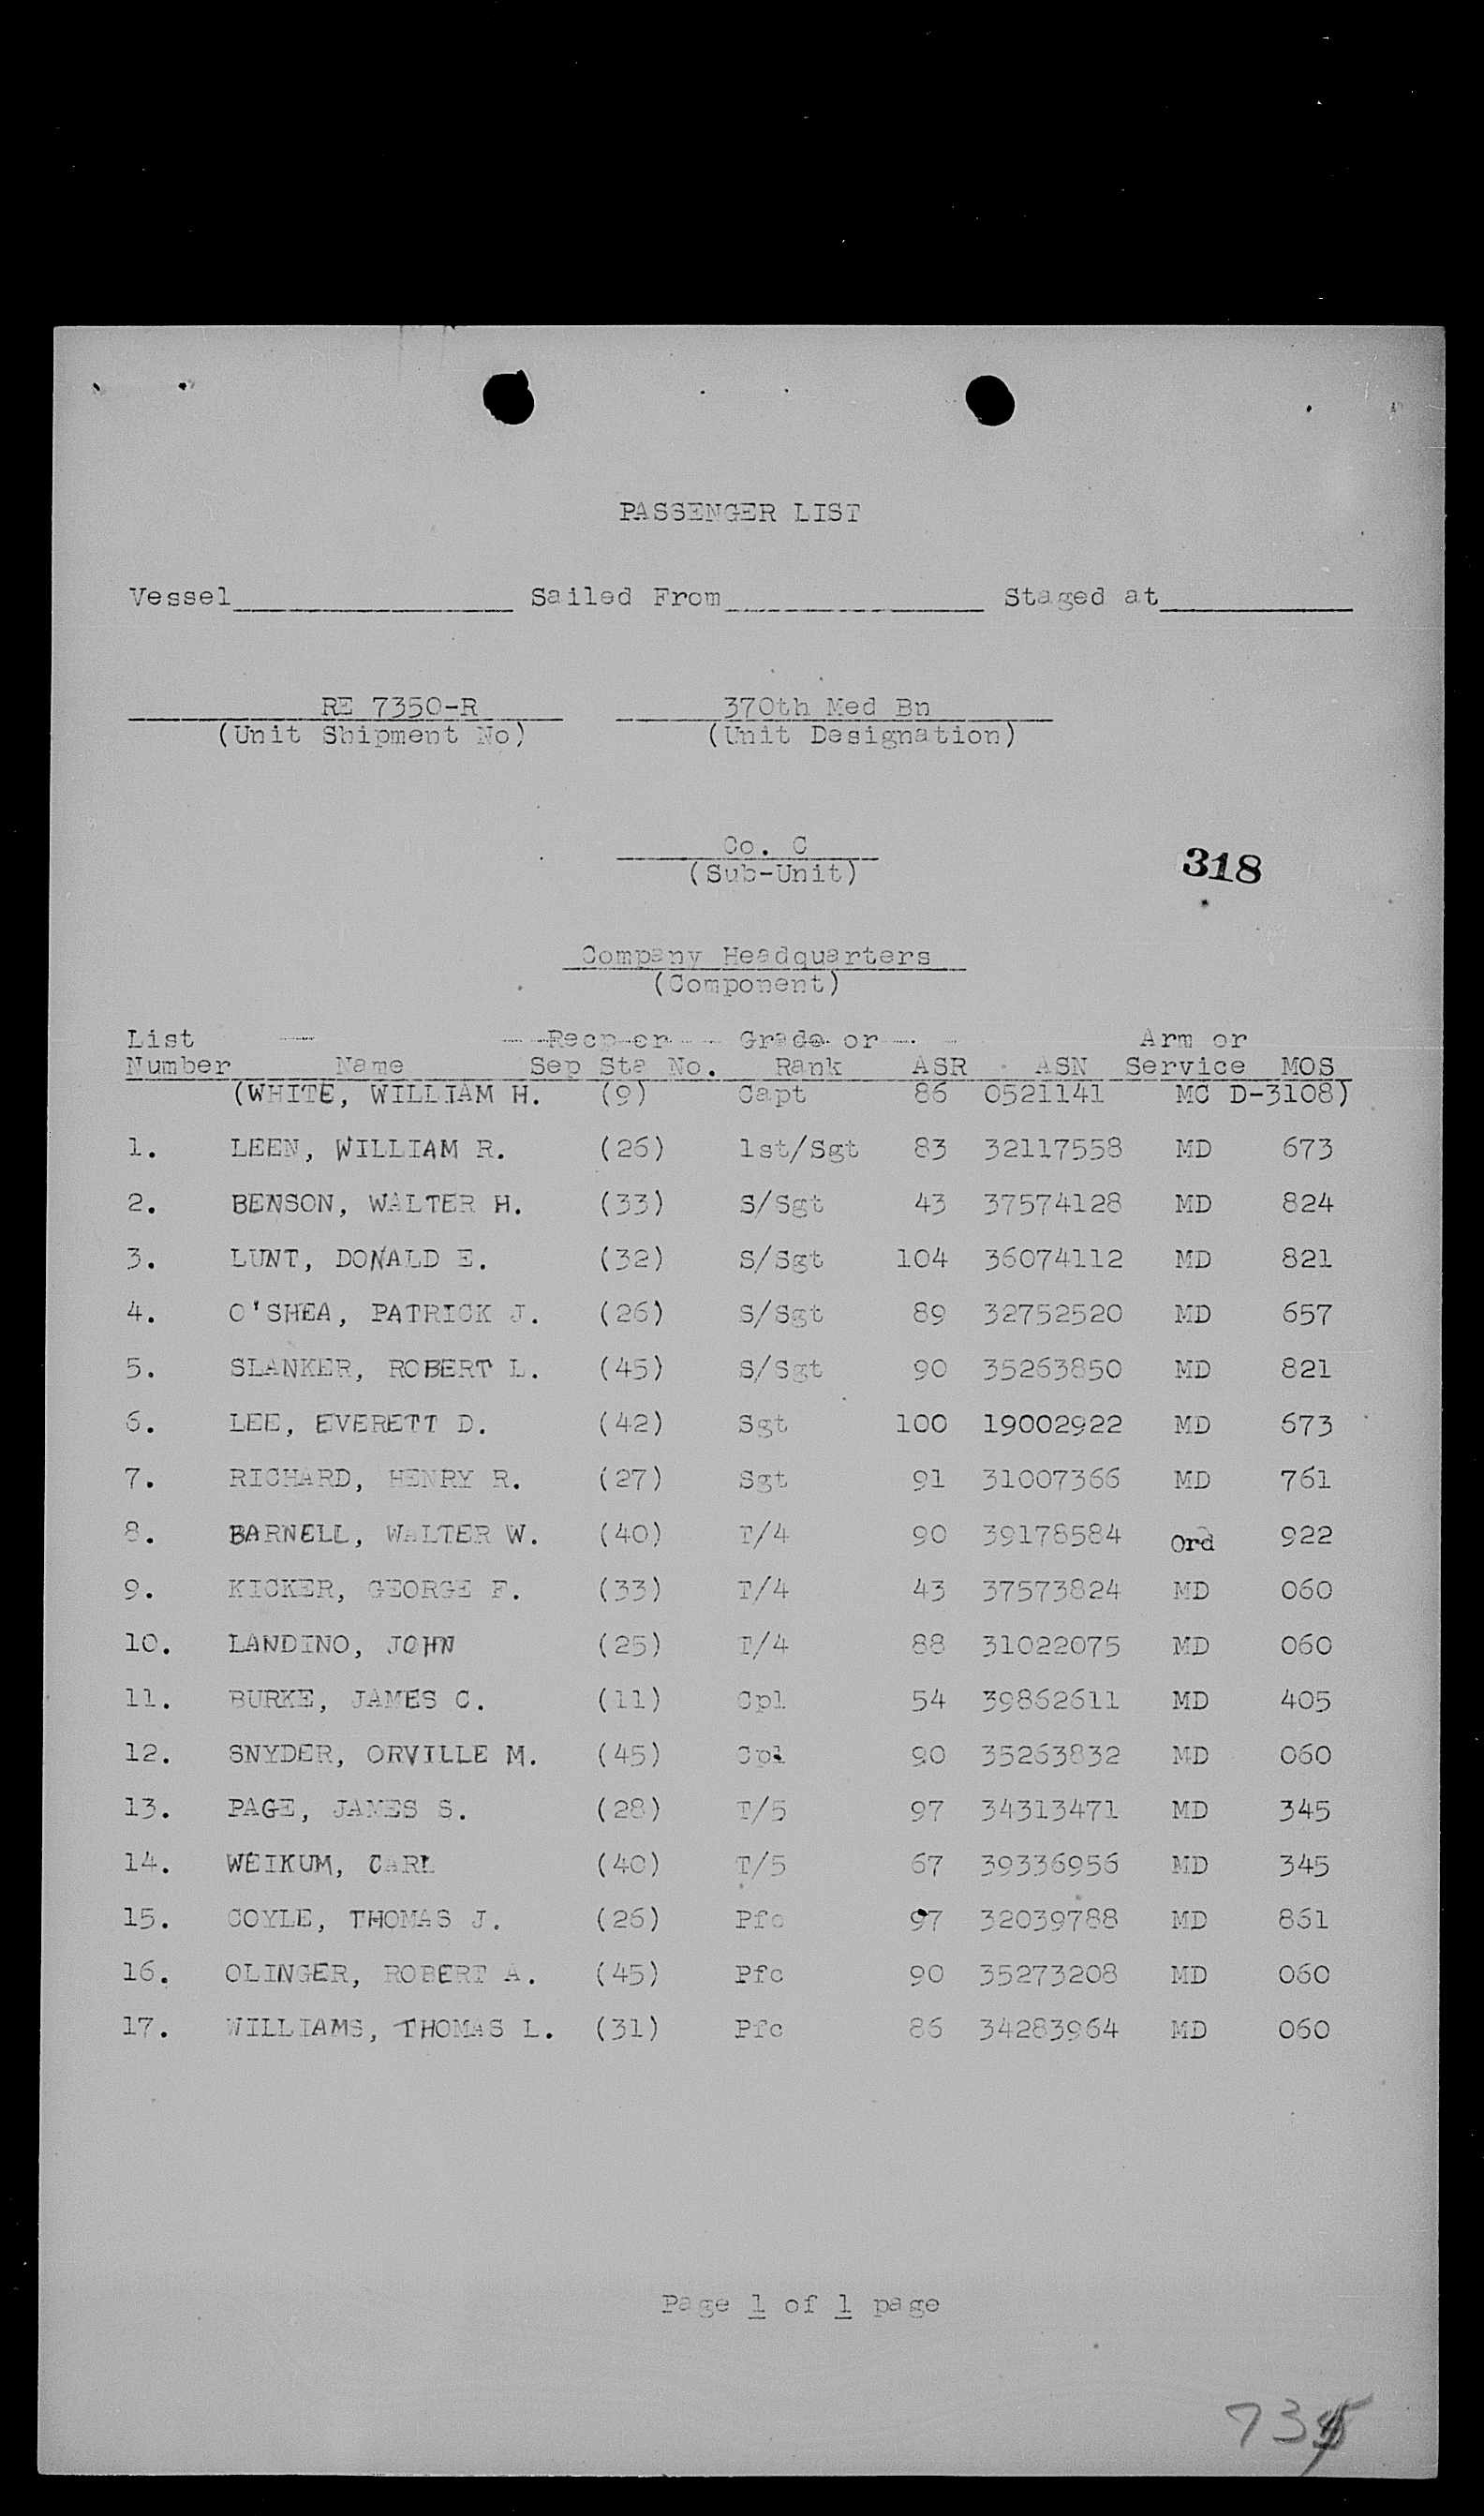 PASSENGER LIST
Vessel Sailed From Staged at
RE 7350-R 370th Med Bn
(Unit Shipment No) (Unit Designation)
Co. C
318
(Sub-Unit)
Company Headquarters
(Component)
List Recp or Grade or Arm or
Number Name Sep Sta No. Rank ASR ASN Service MOS
(WHITE, WILLIAM H. (9) Capt 86 0521141 MC D-3108)
1. LEEN, WILLIAM R. (26) 1st/Sgt 83 32117558 MD 673
2. BENSON, WALTER H. (33) S/Sgt 43 37574128 MD 824
3. LUNT, DONALD E. (32) S/Sgt 104 36074112 MD 821
4. O'SHEA, PATRICK J. (26) S/Sgt 89 32752520 MD 657
5. SLANKER, ROBERT L. (45) S/Sgt 90 35263850 MD 821
6. LEE, EVERETT D. (42) Sgt 100 19002922 MD 673
7. RICHARD, HENRY R. (27) Sgt 91 31007366 MD 761
8. BARNELL, WALTER W. (40) T/4 90 39178584 Ord 922
9. KICKER, GEORGE F. (33) T/4 43 37573824 MD 060
10. LANDINO, JOHN (25) T/4 88 31022075 MD 060
11. BURKE, JAMES C. (11) Cpl 54 39862611 MD 405
12. SNYDER, ORVILLE M. (45) Cpl 90 35263832 MD 060
13. PAGE, JAMES S. (28) T/5 97 34313471 MD 345
14. WEIKUM, CARL (40) T/5 67 39336956 MD 345
15. COYLE, THOMAS J. (26) Pfc 97 32039788 MD 861
16. OLINGER, ROBERT A. (45) Pfc 90 35273208 MD 060
17. WILLIAMS, THOMAS L. (31) Pfc 86 34283964 MD 060
Page 1 of 1 page